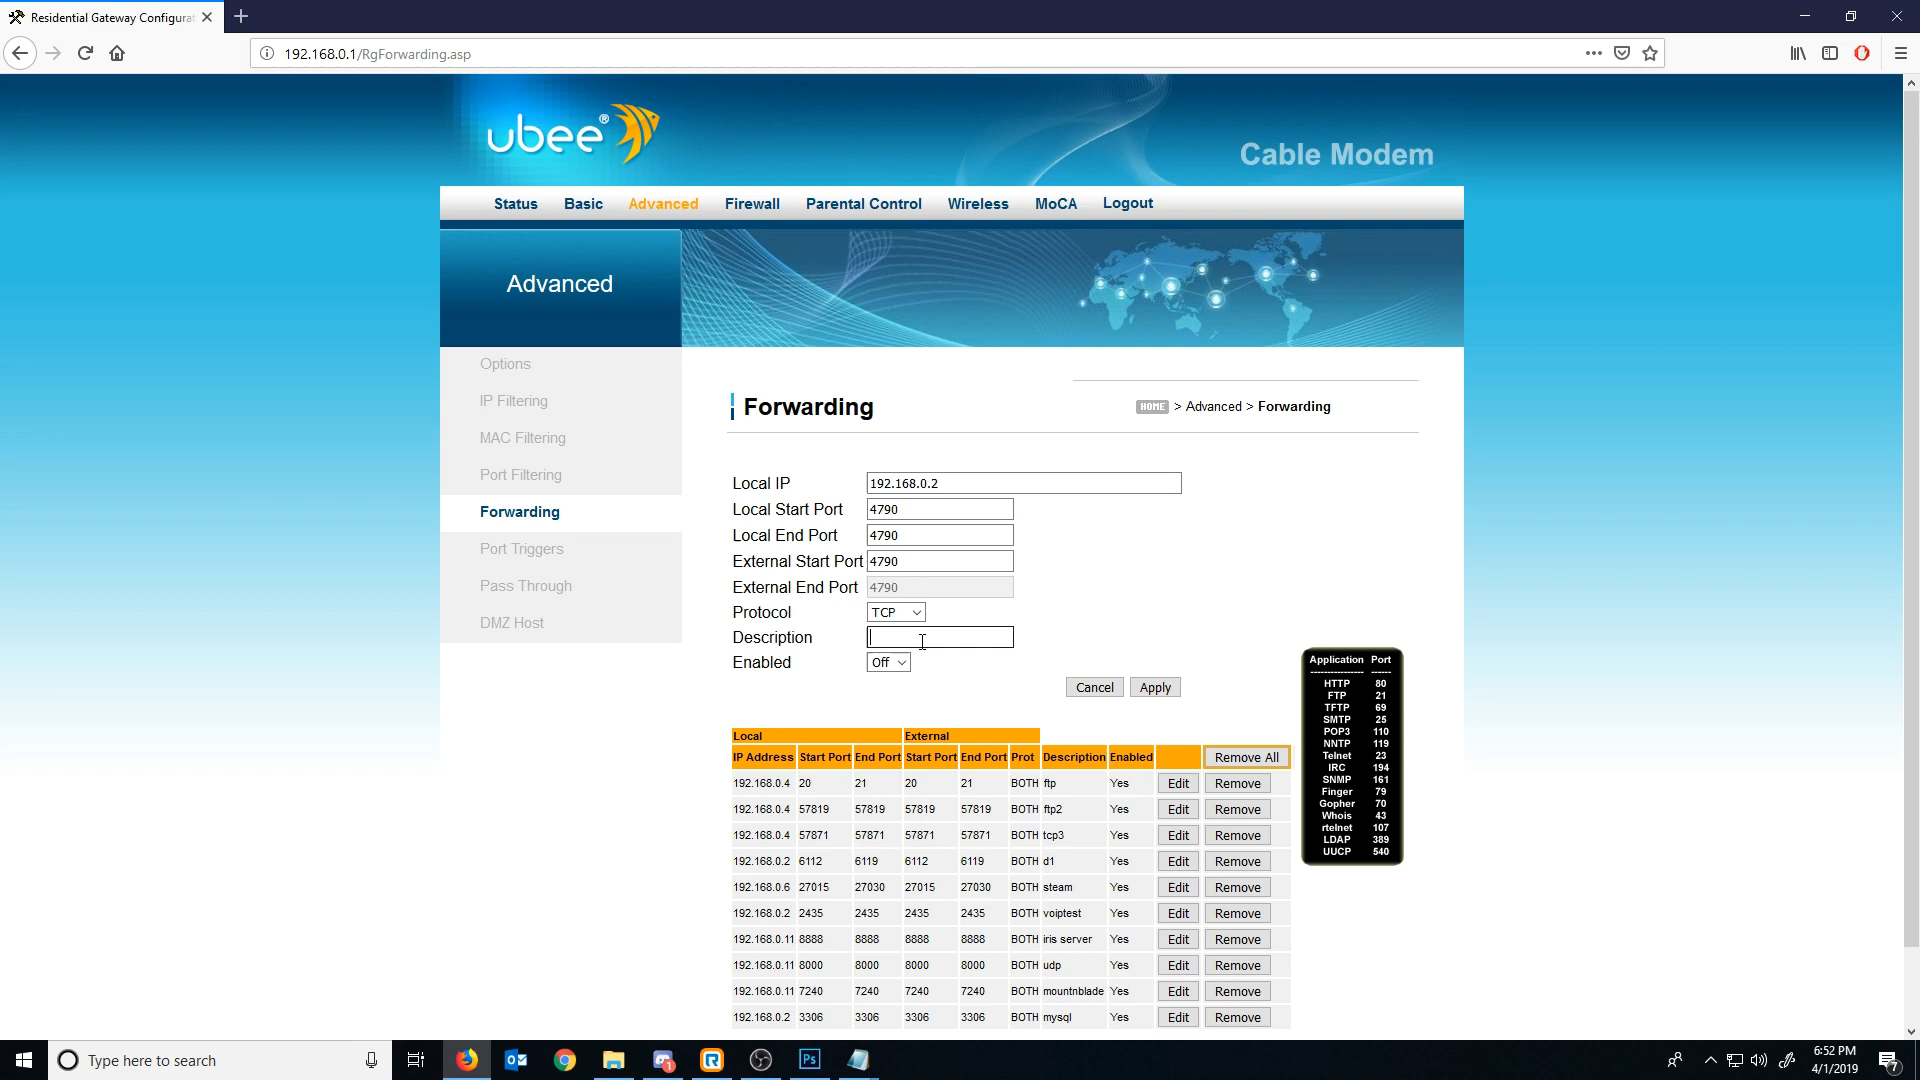 Residential Gateway Configurat
192.168.0.1/RgForwarding.asp
ubee®
Cable Modem
Status Basic Advanced Firewall Parental Control Wireless MoCA Logout
Advanced
Options
IP Filtering
MAC Filtering
Port Filtering
Forwarding
Port Triggers
Pass Through
DMZ Host
Forwarding
HOME > Advanced > Forwarding
Local IP 192.168.0.2
Local Start Port 4790
Local End Port 4790
External Start Port 4790
External End Port 4790
Protocol TCP
Description
Enabled Off
Cancel Apply
Local External
IP Address Start Port End Port Start Port End Port Prot Description Enabled Remove All
192.168.0.4 20 21 20 21 BOTH ftp Yes Edit Remove
192.168.0.4 57819 57819 57819 57819 BOTH ftp2 Yes Edit Remove
192.168.0.4 57871 57871 57871 57871 BOTH tcp3 Yes Edit Remove
192.168.0.2 6112 6119 6112 6119 BOTH d1 Yes Edit Remove
192.168.0.6 27015 27030 27015 27030 BOTH steam Yes Edit Remove
192.168.0.2 2435 2435 2435 2435 BOTH voiptest Yes Edit Remove
192.168.0.11 8888 8888 8888 8888 BOTH iris server Yes Edit Remove
192.168.0.11 8000 8000 8000 8000 BOTH udp Yes Edit Remove
192.168.0.11 7240 7240 7240 7240 BOTH mountnblade Yes Edit Remove
192.168.0.2 3306 3306 3306 3306 BOTH mysql Yes Edit Remove
Application Port
--------------- ------
HTTP 80
FTP 21
TFTP 69
SMTP 25
POP3 110
NNTP 119
Telnet 23
IRC 194
SNMP 161
Finger 79
Gopher 70
Whois 43
rtelnet 107
LDAP 389
UUCP 540
Type here to search
1
Ps
6:52 PM
4/1/2019
7